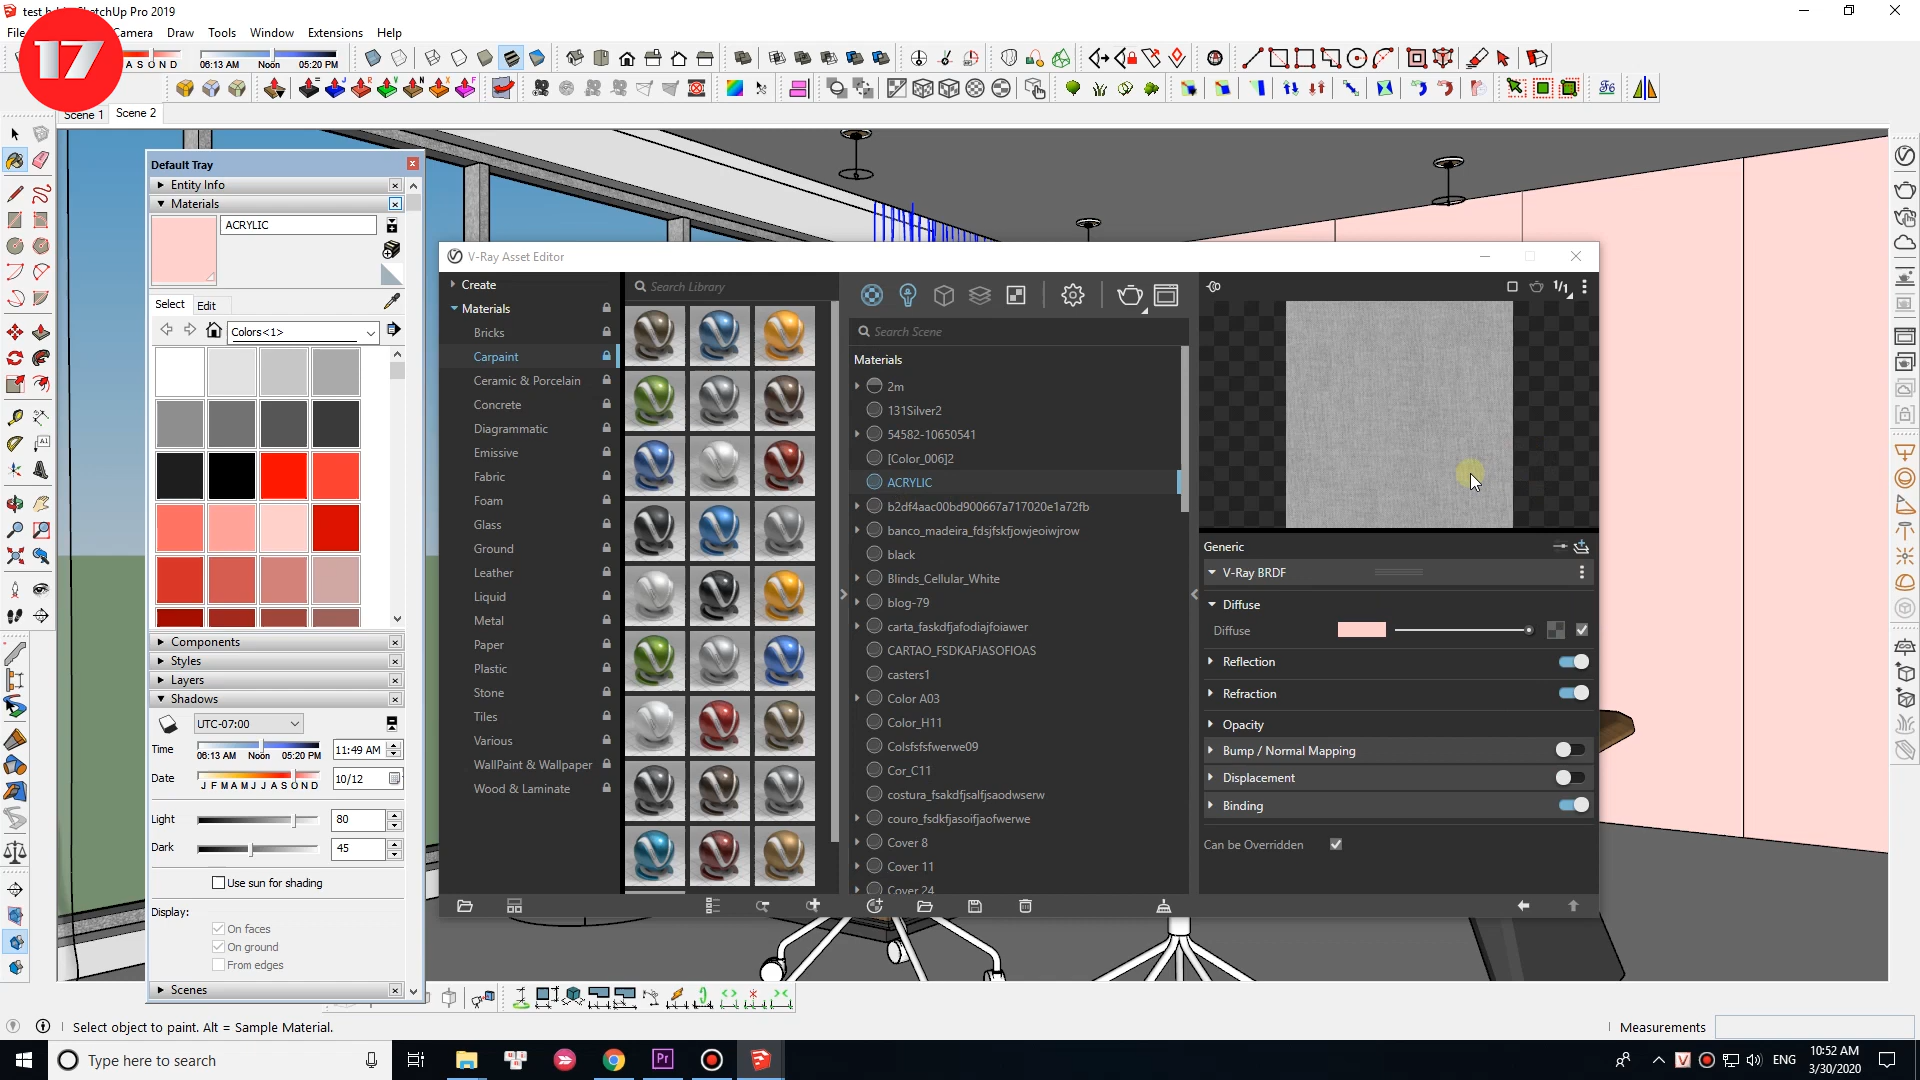 SketchUp Pro 2019
17
Camera Draw Tools Window Extensions Help
A S O N D 06:13 AM Noon 05:20 PM
Scene 1 Scene 2
Default Tray
Entity Info
Materials
ACRYLIC
Select Edit
Colors<1>
Components
Styles
Layers
Shadows
UTC-07:00
Time 06:13 AM Noon 05:20 PM 11:49 AM
Date J F M A M J J A S O N D 10/12
Light 80
Dark 45
Use sun for shading
Display:
On faces
On ground
From edges
Scenes
V-Ray Asset Editor
Create
Materials
Bricks
Carpaint
Ceramic & Porcelain
Concrete
Diagrammatic
Emissive
Fabric
Foam
Glass
Ground
Leather
Liquid
Metal
Paper
Plastic
Stone
Tiles
Various
WallPaint & Wallpaper
Wood & Laminate
Search Library
Search Scene
Materials
2m
131Silver2
54582-10650541
[Color_006]2
ACRYLIC
b2df4aac00bd900667a717020e1a72fb
banco_madeira_fdsjfskfjowjeoiwjrow
black
Blinds_Cellular_White
blog-79
carta_faskdfjafodiajfoiawer
CARTAO_FSDKAFJASOFIOAS
casters1
Color A03
Color_H11
Colsfsfsfwerwe09
Cor_C11
costura_fsakdfjsalfjsaodwserw
couro_fsdkfjasoifjaofwerwe
Cover 8
Cover 11
Cover 24
1/1
Generic
V-Ray BRDF
Diffuse
Diffuse
Reflection
Refraction
Opacity
Bump / Normal Mapping
Displacement
Binding
Can be Overridden
Select object to paint. Alt = Sample Material.
Measurements
Type here to search
Pr
ENG
10:52 AM
3/30/2020